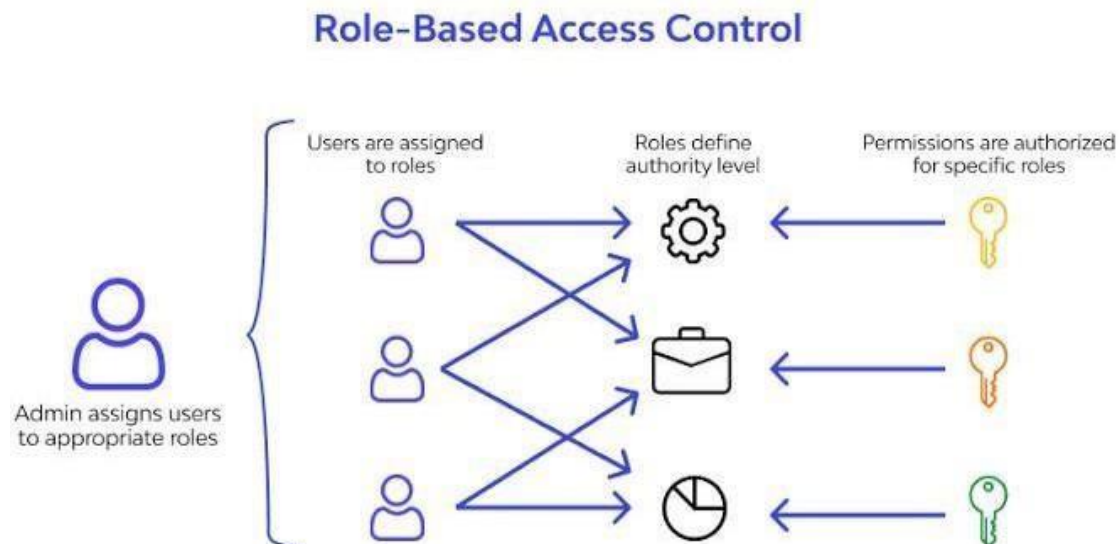 Role-Based Access Control
Users are assigned
to roles
Roles define
authority level
Permissions are authorized
for specific roles
Admin assigns users
to appropriate roles